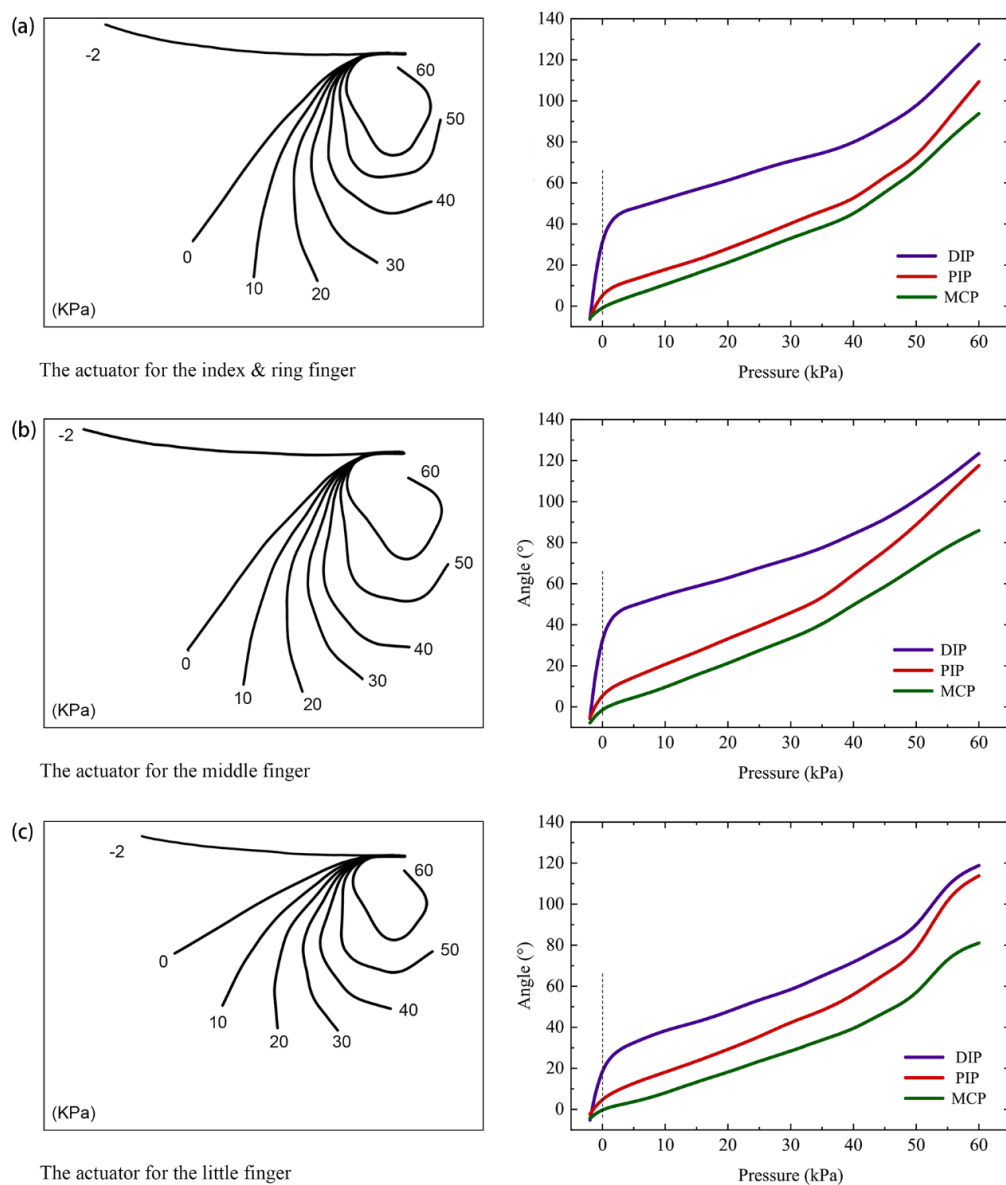 (a)
-2
60
50
40
30
20
10
0
(KPa)
The actuator for the index & ring finger
140
120
100
80
60
40
20
0
DIP
PIP
MCP
0 10 20 30 40 50 60
Pressure (kPa)
(b)
-2
60
50
40
30
20
10
0
(KPa)
The actuator for the middle finger
Angle (°)
140
120
100
80
60
40
20
0
DIP
PIP
MCP
0 10 20 30 40 50 60
Pressure (kPa)
(c)
-2
60
50
40
30
20
10
0
(KPa)
The actuator for the little finger
Angle (°)
140
120
100
80
60
40
20
0
DIP
PIP
MCP
0 10 20 30 40 50 60
Pressure (kPa)